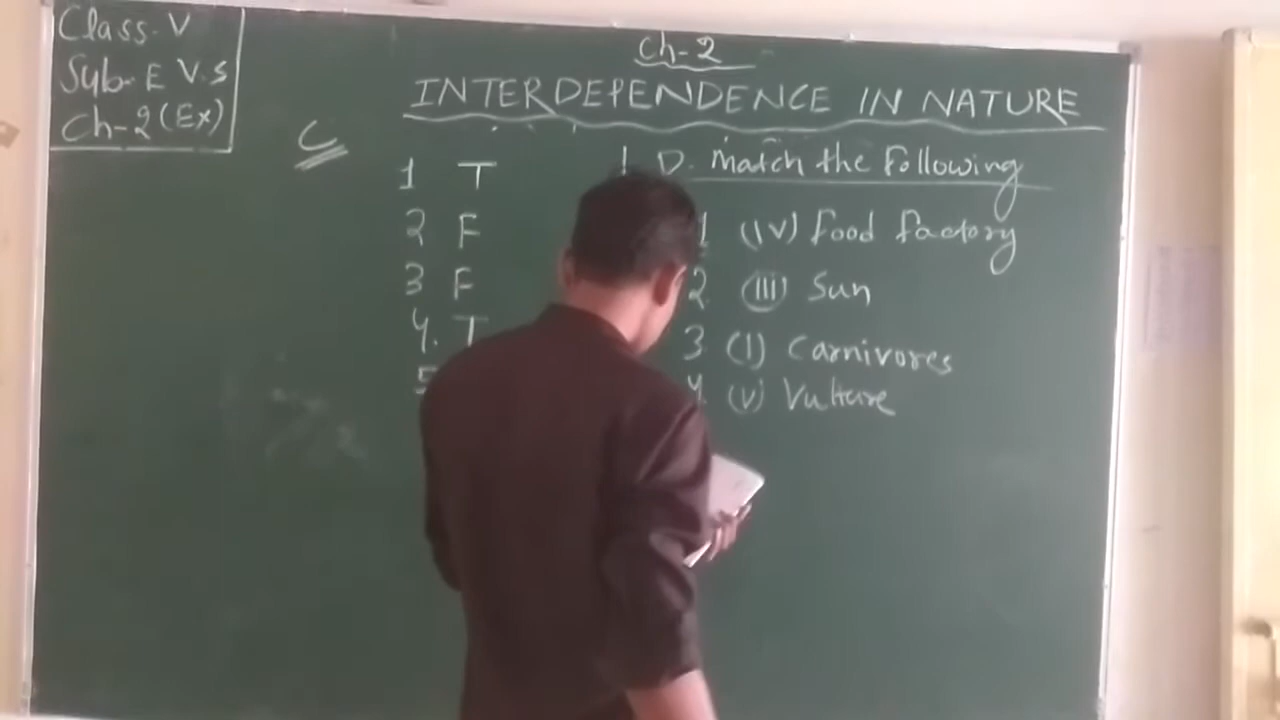 Class-V
Sub-E V.S
Ch-2 (Ex)
Ch-2
INTERDEPENDENCE IN NATURE
C
1 T
2 F
3 F
4. T
5
D. Match the Following
1 (IV) Food Factory
2. (III) Sun
3 (I) Carnivores
4. (V) Vulture